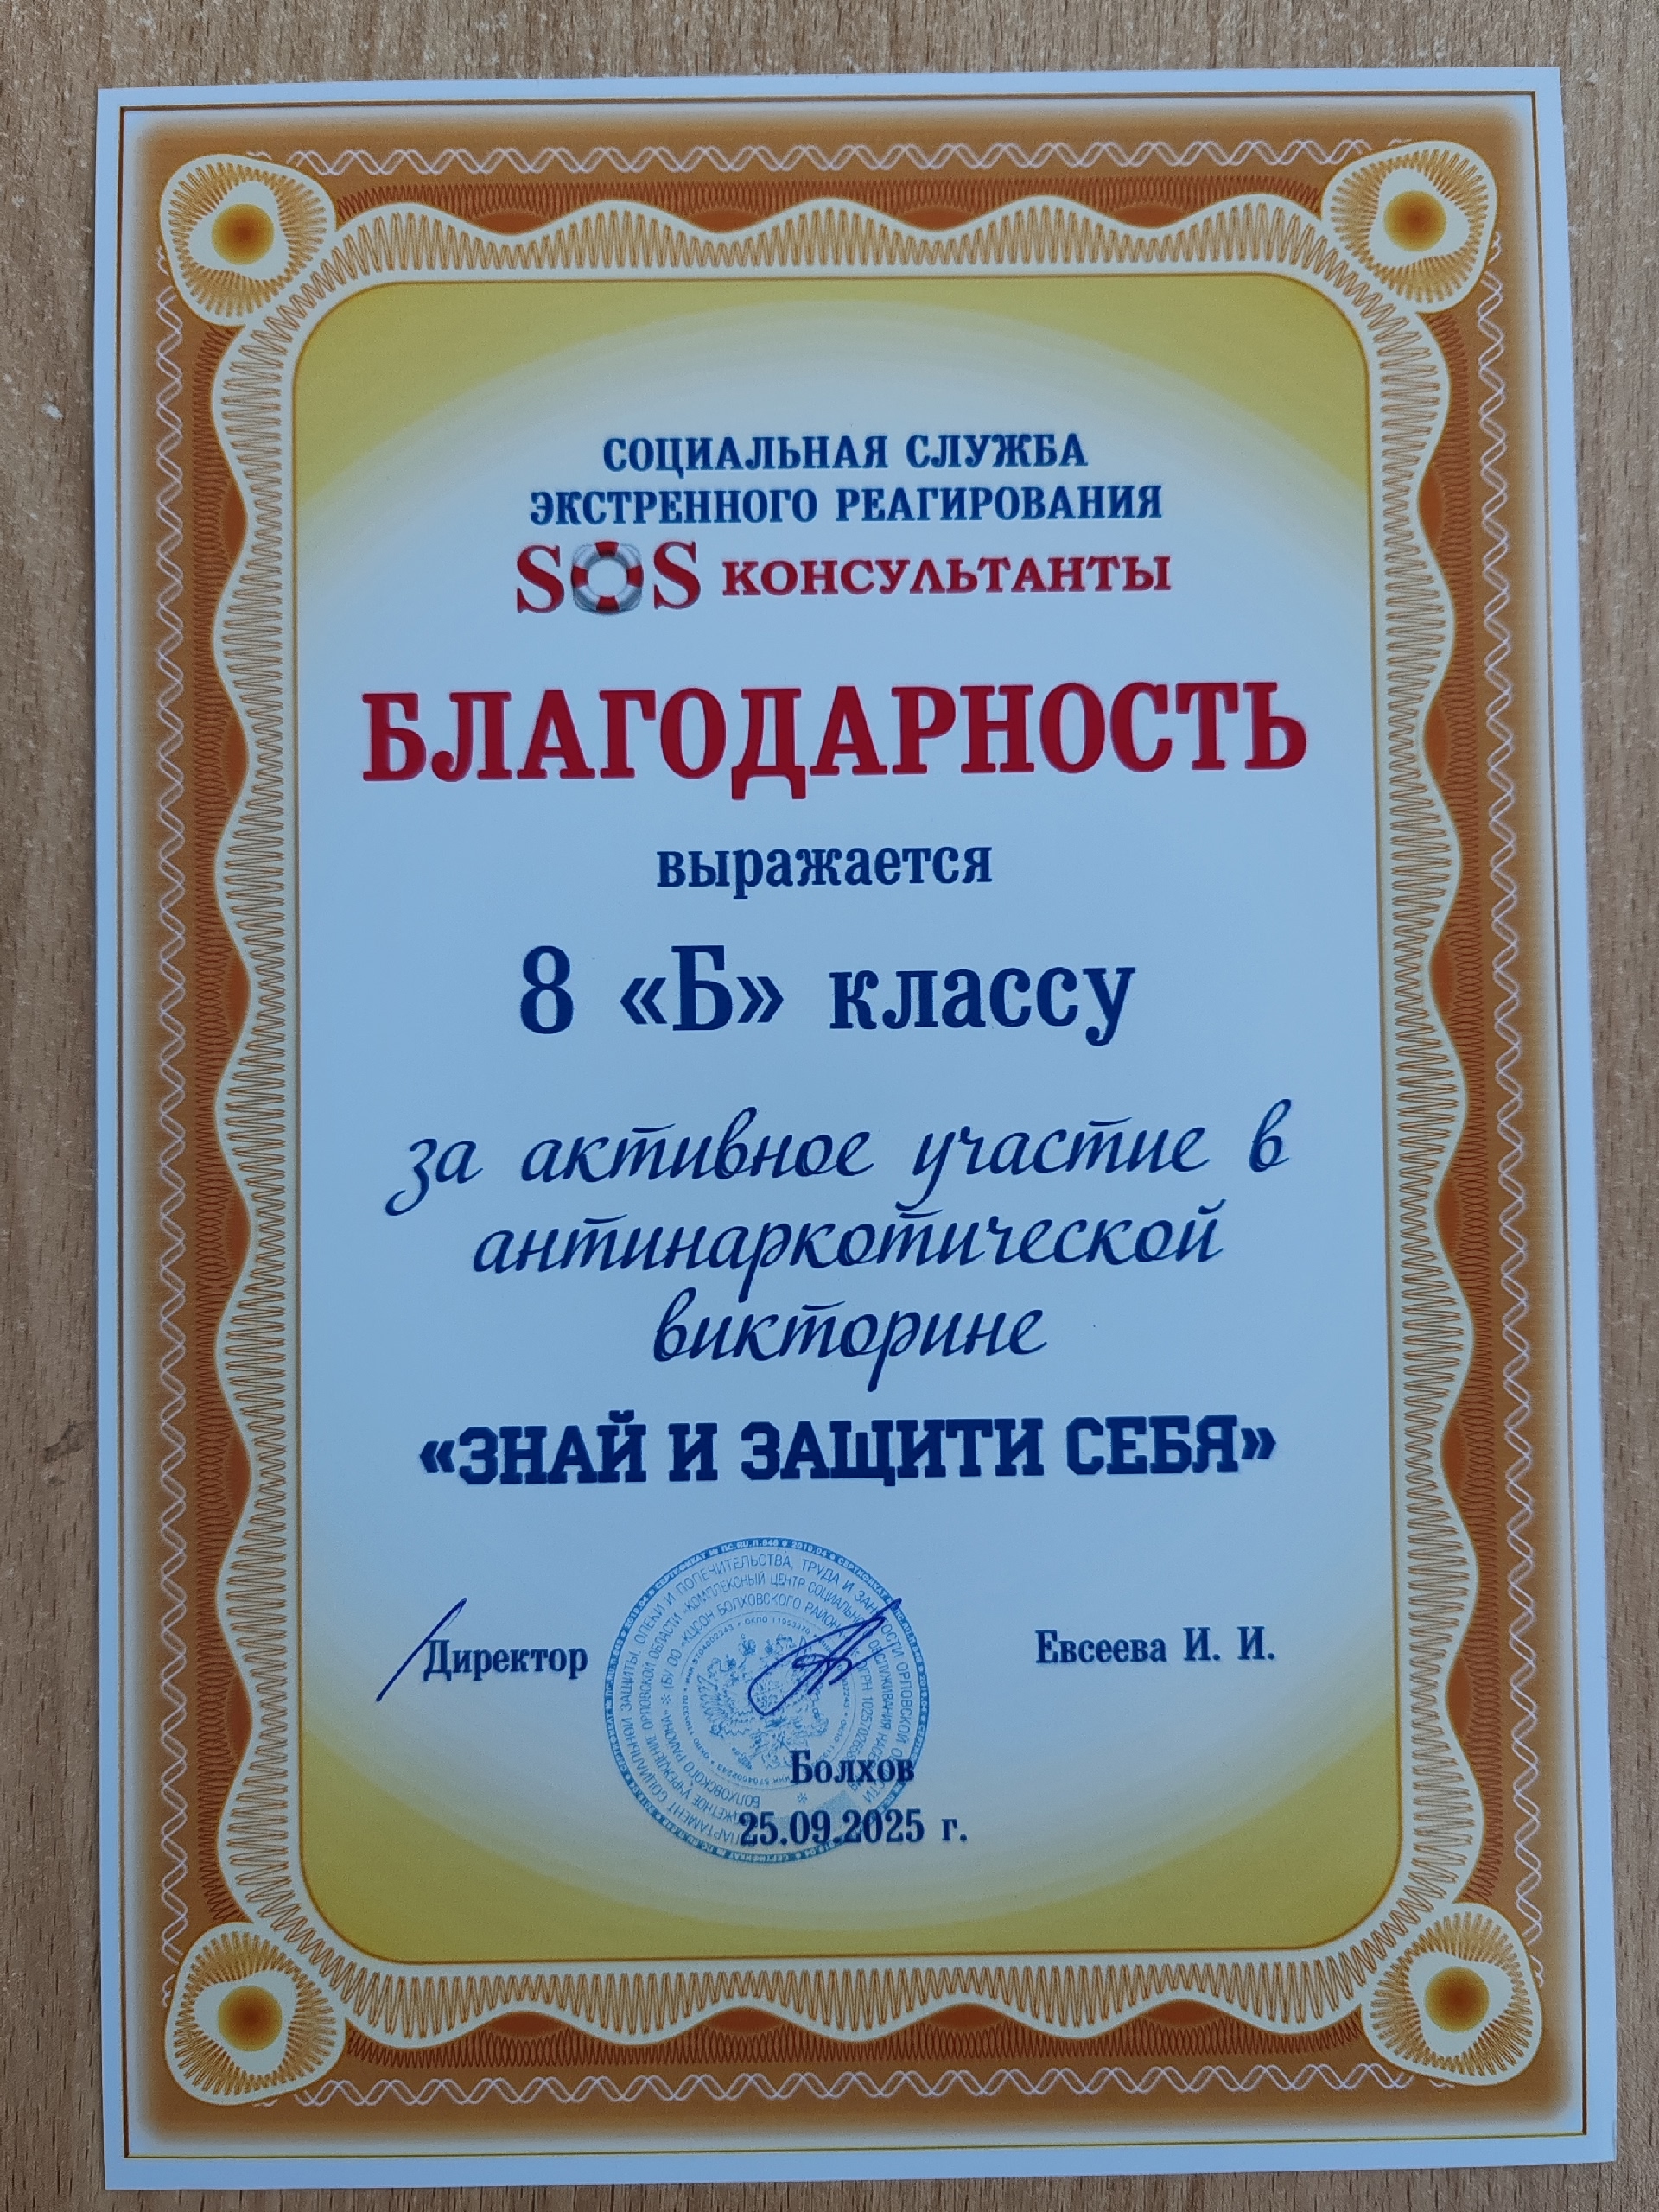 СОЦИАЛЬНАЯ СЛУЖБА
ЭКСТРЕННОГО РЕАГИРОВАНИЯ
SOS КОНСУЛЬТАНТЫ
БЛАГОДАРНОСТЬ
выражается
8 «Б» классу
за активное участие в
антинаркотической
викторине
«ЗНАЙ И ЗАЩИТИ СЕБЯ»
Директор
Евсеева И. И.
Болхов
25.09.2025 г.